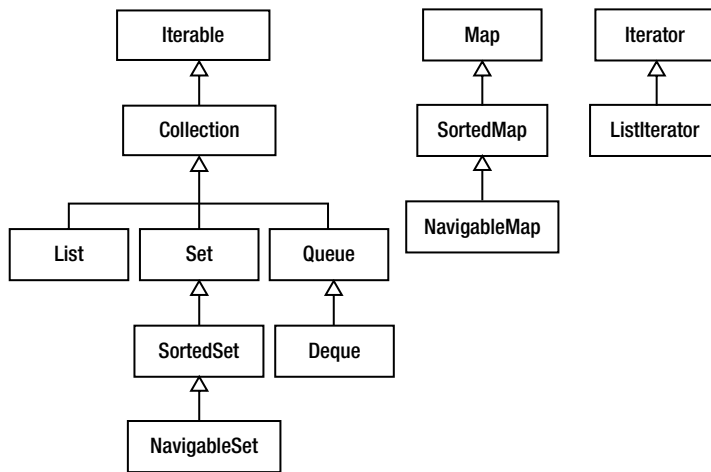 Iterable
Map
Iterator
Collection
SortedMap
ListIterator
NavigableMap
List
Set
Queue
SortedSet
Deque
NavigableSet